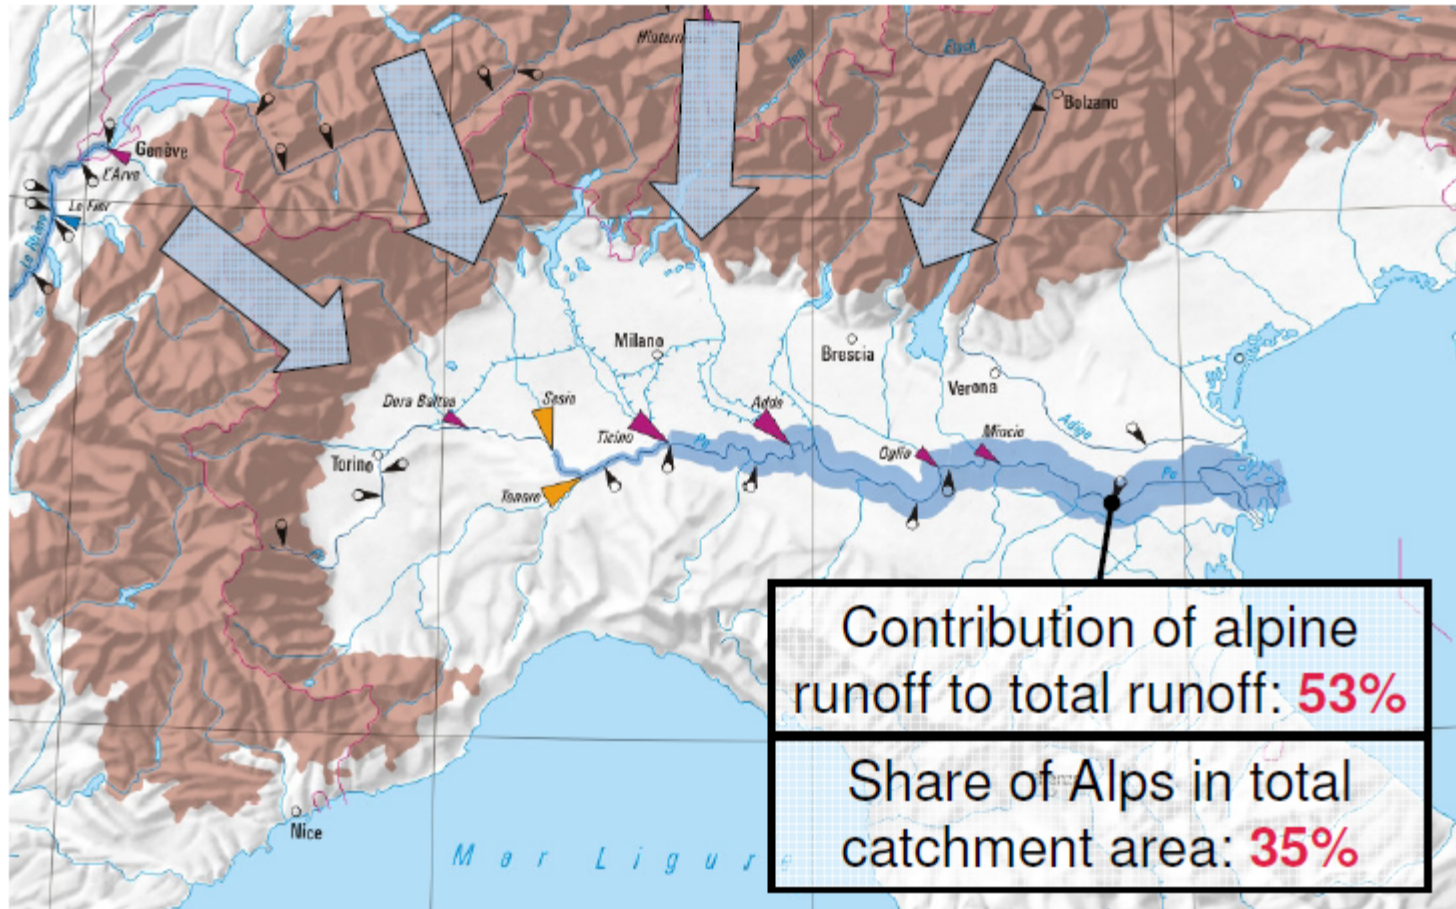 Etsch
Inn
Bolzano
Genève
L'Arve
Le Fier
Le Rhône
Milano
Brescia
Verona
Dora Baltea
Sesia
Ticino
Po
Adda
Oglio
Mincio
Adige
Po
Torino
Tanaro
Nice
Mar Ligure
Contribution of alpine
runoff to total runoff: 53%
Share of Alps in total
catchment area: 35%